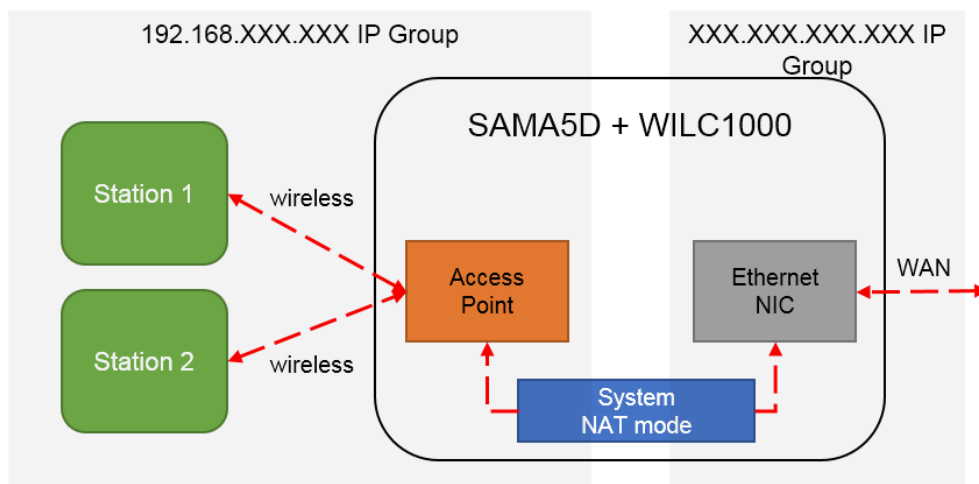 192.168.XXX.XXX IP Group
XXX.XXX.XXX.XXX IP
Group
SAMA5D + WILC1000
Station 1
wireless
Access
Point
Ethernet
NIC
WAN
Station 2
wireless
System
NAT mode